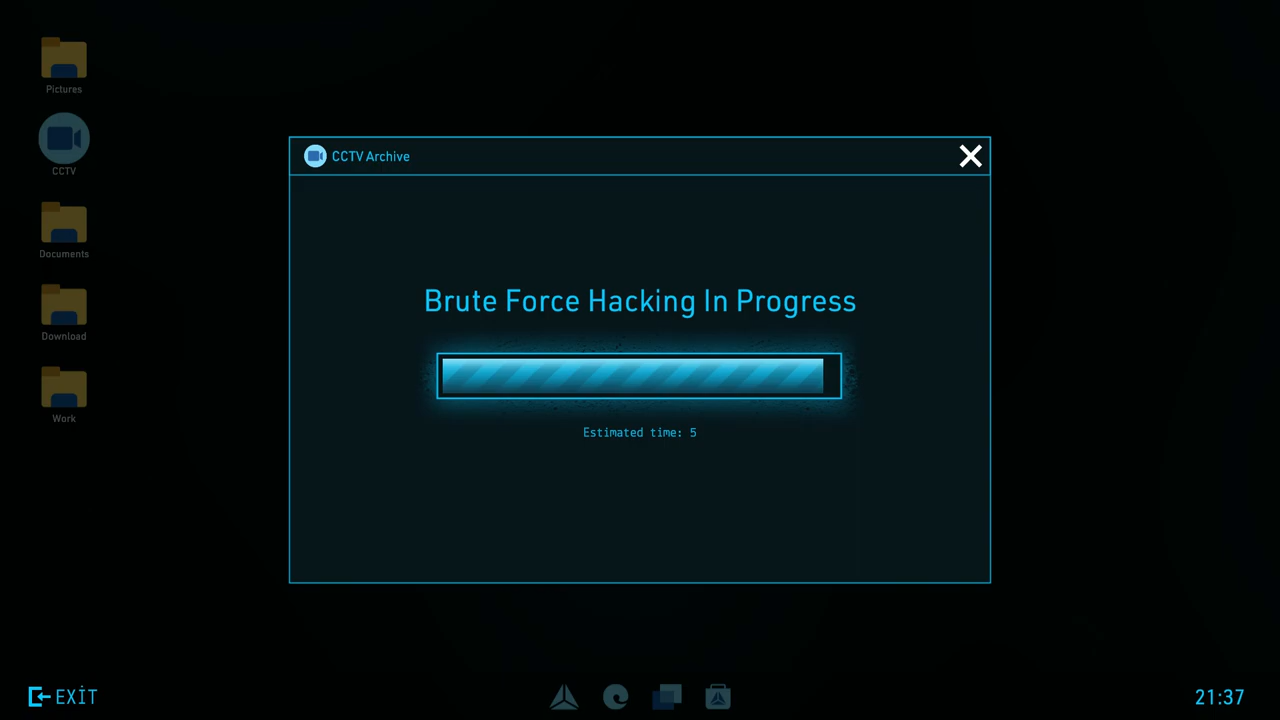 Pictures
CCTV
Documents
Download
Work
CCTV Archive
Brute Force Hacking In Progress
Estimated time: 5
EXİT
21:37